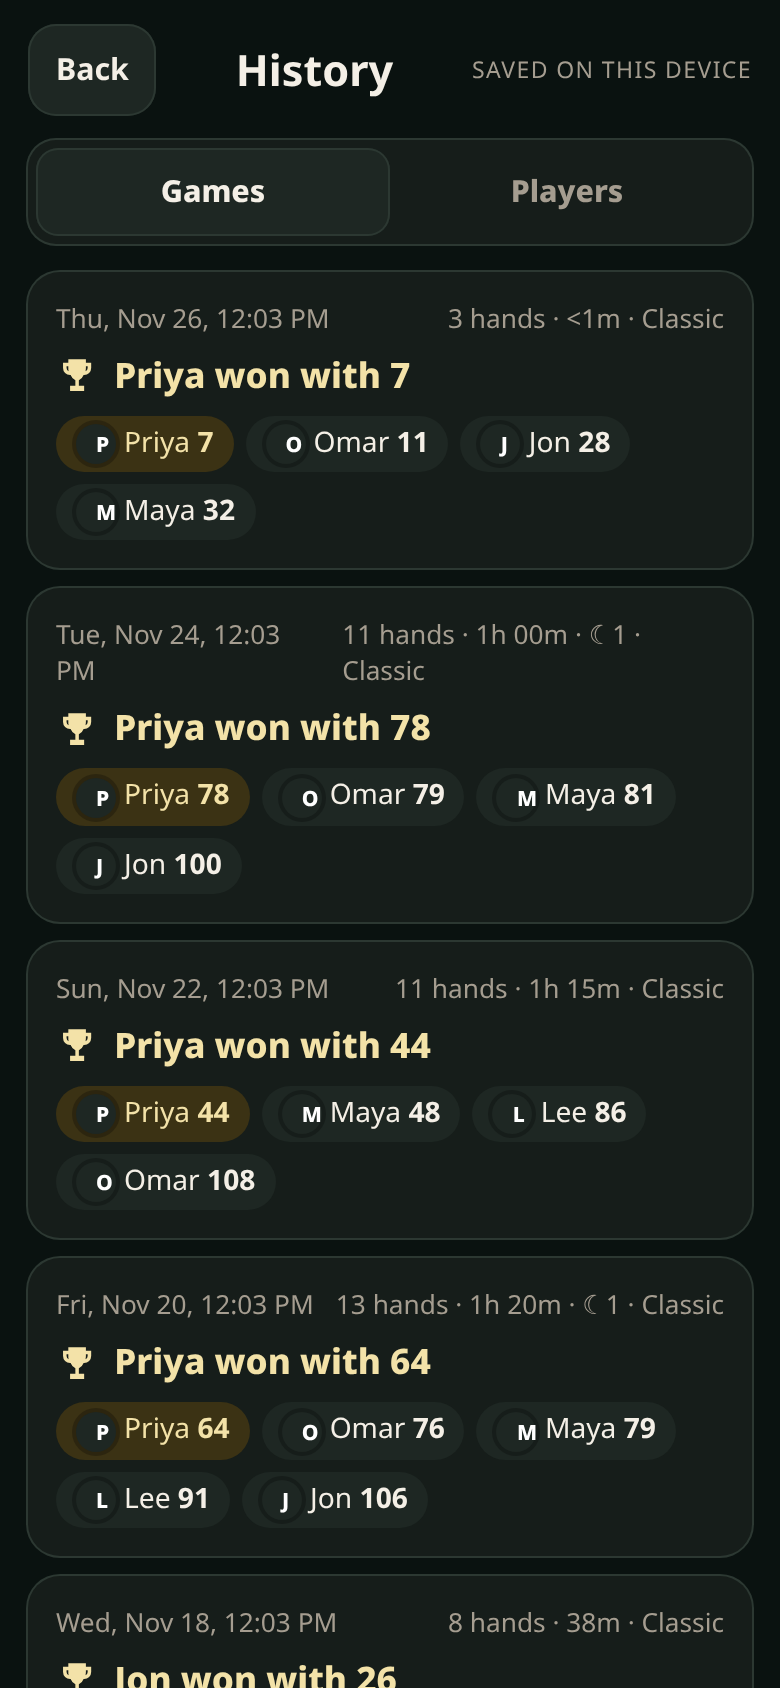 Back History SAVED ON THIS DEVICE
Games Players
Thu, Nov 26, 12:03 PM 3 hands · <1m · Classic
Priya won with 7
P Priya 7 O Omar 11 J Jon 28
M Maya 32
Tue, Nov 24, 12:03 PM 11 hands · 1h 00m · ☾ 1 · Classic
Priya won with 78
P Priya 78 O Omar 79 M Maya 81
J Jon 100
Sun, Nov 22, 12:03 PM 11 hands · 1h 15m · Classic
Priya won with 44
P Priya 44 M Maya 48 L Lee 86
O Omar 108
Fri, Nov 20, 12:03 PM 13 hands · 1h 20m · ☾ 1 · Classic
Priya won with 64
P Priya 64 O Omar 76 M Maya 79
L Lee 91 J Jon 106
Wed, Nov 18, 12:03 PM 8 hands · 38m · Classic
Jon won with 26